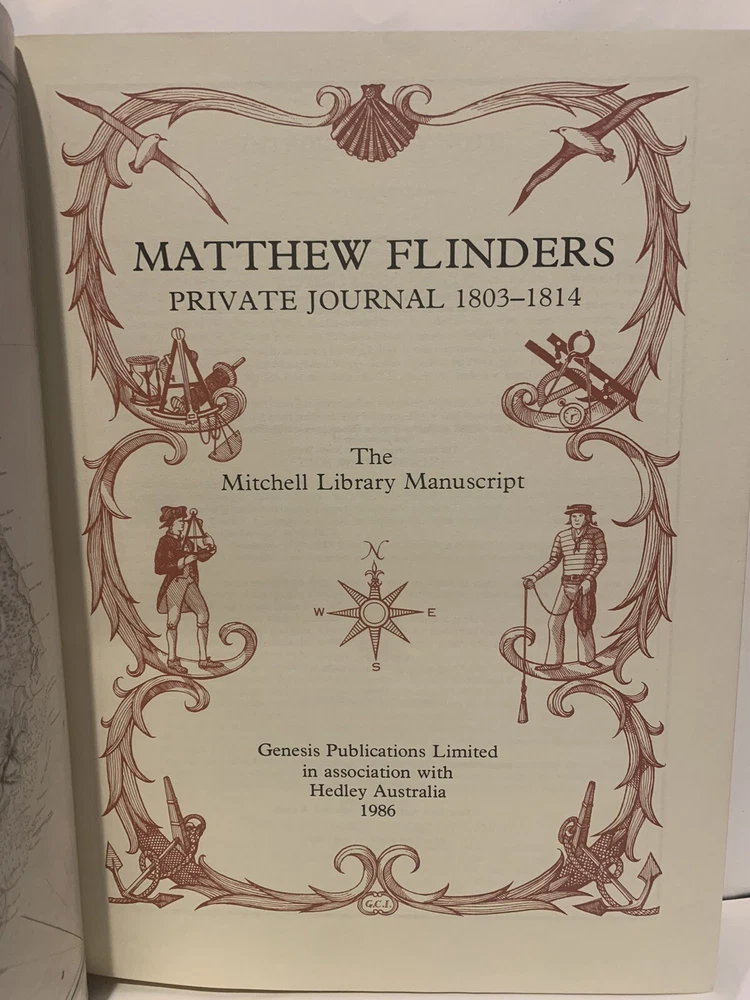 MATTHEW FLINDERS
PRIVATE JOURNAL 1803–1814
The
Mitchell Library Manuscript
N
W E
S
Genesis Publications Limited
in association with
Hedley Australia
1986